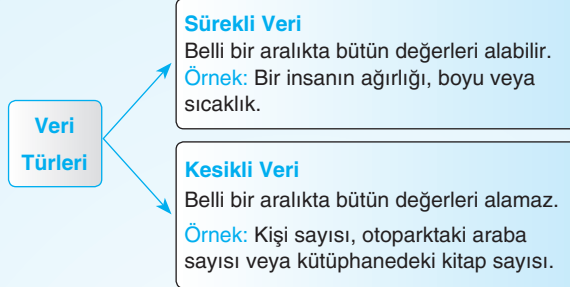 Veri
Türleri
Sürekli Veri
Belli bir aralıkta bütün değerleri alabilir.
Örnek: Bir insanın ağırlığı, boyu veya
sıcaklık.
Kesikli Veri
Belli bir aralıkta bütün değerleri alamaz.
Örnek: Kişi sayısı, otoparktaki araba
sayısı veya kütüphanedeki kitap sayısı.